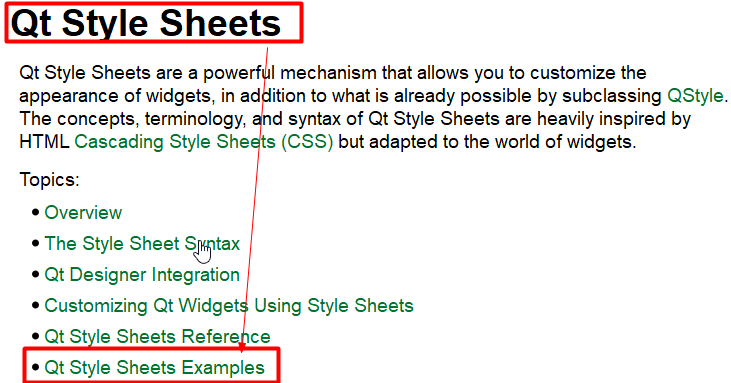 Qt Style Sheets
Qt Style Sheets are a powerful mechanism that allows you to customize the
appearance of widgets, in addition to what is already possible by subclassing QStyle.
The concepts, terminology, and syntax of Qt Style Sheets are heavily inspired by
HTML Cascading Style Sheets (CSS) but adapted to the world of widgets.
Topics:
Overview
The Style Sheet Syntax
Qt Designer Integration
Customizing Qt Widgets Using Style Sheets
Qt Style Sheets Reference
Qt Style Sheets Examples